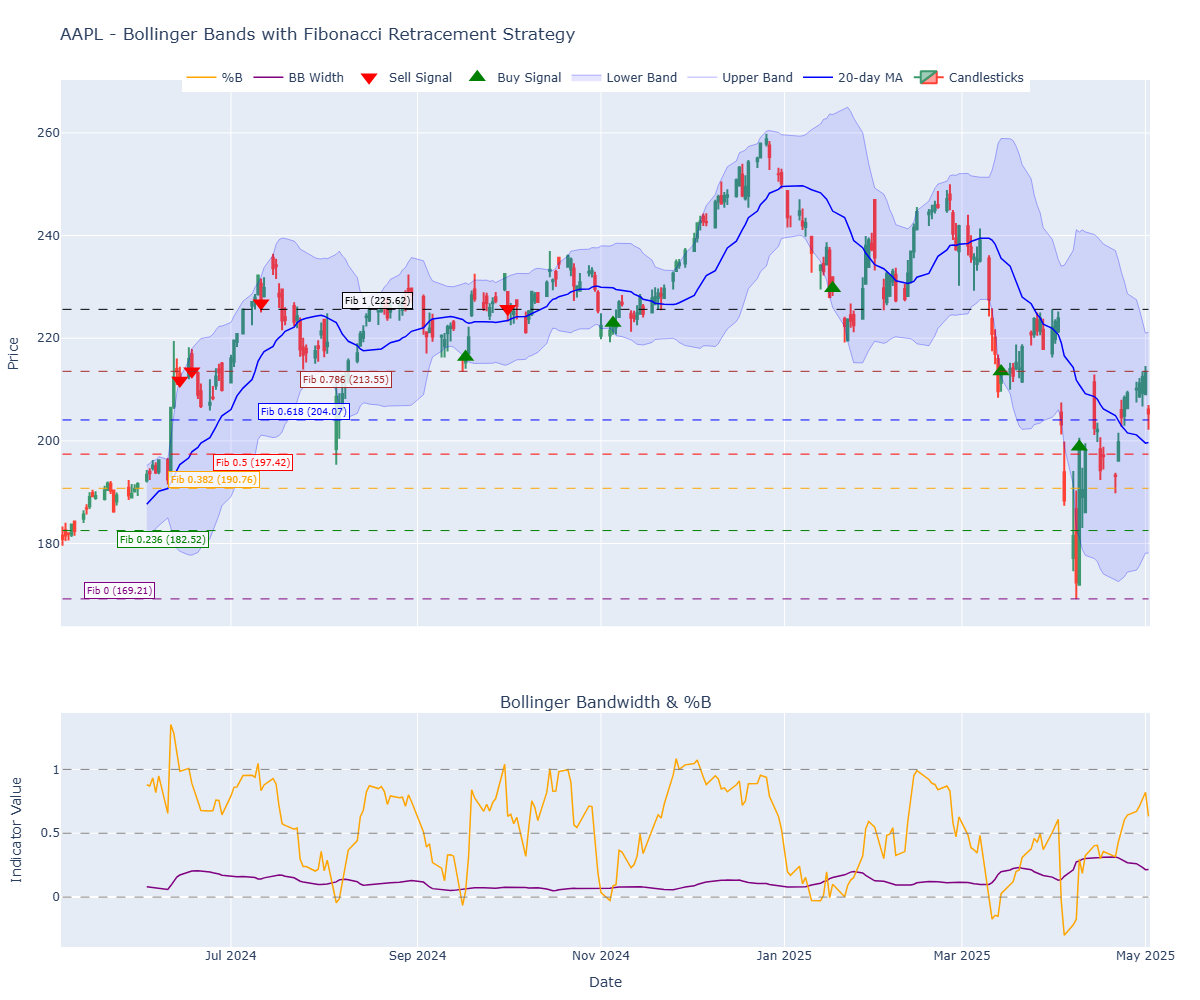 AAPL - Bollinger Bands with Fibonacci Retracement Strategy
%B BB Width Sell Signal Buy Signal Lower Band Upper Band 20-day MA Candlesticks
260
240
220
200
180
Price
Fib 1 (225.62)
Fib 0.786 (213.55)
Fib 0.618 (204.07)
Fib 0.5 (197.42)
Fib 0.382 (190.76)
Fib 0.236 (182.52)
Fib 0 (169.21)
Bollinger Bandwidth & %B
1
0.5
0
Indicator Value
Jul 2024 Sep 2024 Nov 2024 Jan 2025 Mar 2025 May 2025
Date